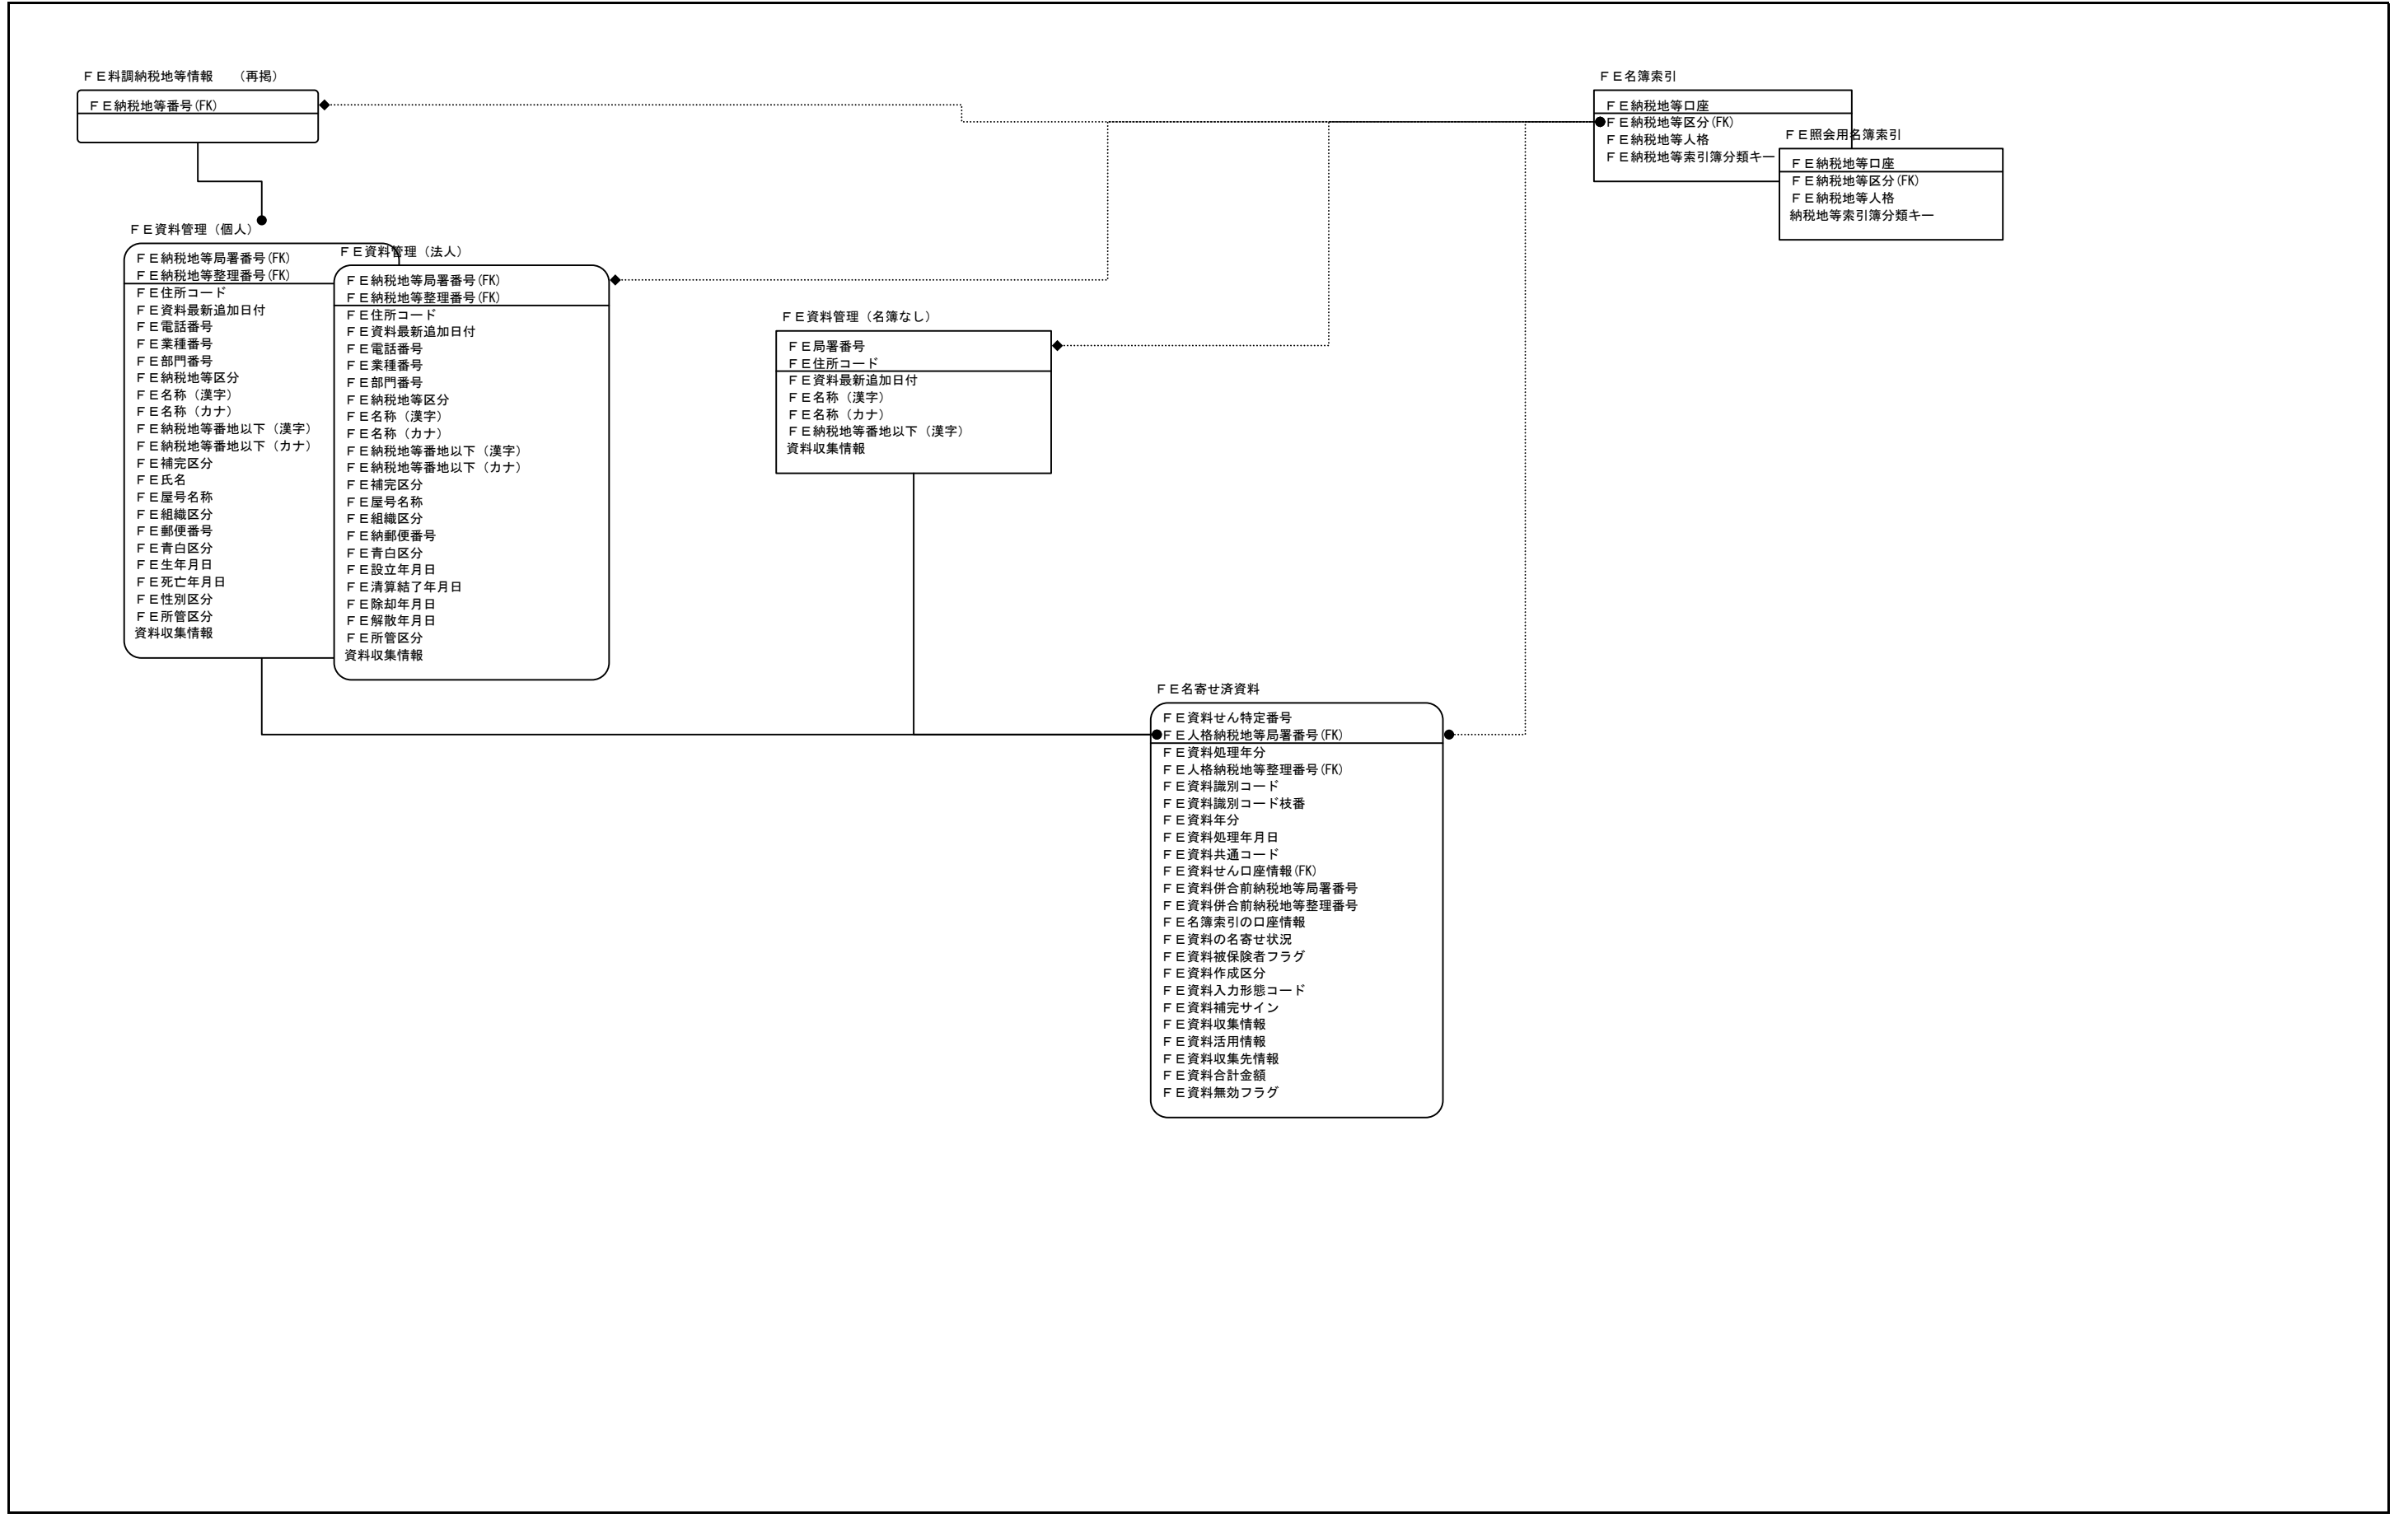 ＦＥ料調納税地等情報　　（再掲）
ＦＥ納税地等番号(FK)
ＦＥ名簿索引
ＦＥ納税地等口座
ＦＥ納税地等区分(FK)
ＦＥ納税地等人格
ＦＥ納税地等索引簿分類キー
ＦＥ照会用名簿索引
ＦＥ納税地等口座
ＦＥ納税地等区分(FK)
ＦＥ納税地等人格
納税地等索引簿分類キー
ＦＥ資料管理（個人）
ＦＥ納税地等局署番号(FK)
ＦＥ納税地等整理番号(FK)
ＦＥ住所コード
ＦＥ資料最新追加日付
ＦＥ電話番号
ＦＥ業種番号
ＦＥ部門番号
ＦＥ納税地等区分
ＦＥ名称（漢字）
ＦＥ名称（カナ）
ＦＥ納税地等番地以下（漢字）
ＦＥ納税地等番地以下（カナ）
ＦＥ補完区分
ＦＥ氏名
ＦＥ屋号名称
ＦＥ組織区分
ＦＥ郵便番号
ＦＥ青白区分
ＦＥ生年月日
ＦＥ死亡年月日
ＦＥ性別区分
ＦＥ所管区分
資料収集情報
ＦＥ資料管理（法人）
ＦＥ納税地等局署番号(FK)
ＦＥ納税地等整理番号(FK)
ＦＥ住所コード
ＦＥ資料最新追加日付
ＦＥ電話番号
ＦＥ業種番号
ＦＥ部門番号
ＦＥ納税地等区分
ＦＥ名称（漢字）
ＦＥ名称（カナ）
ＦＥ納税地等番地以下（漢字）
ＦＥ納税地等番地以下（カナ）
ＦＥ補完区分
ＦＥ屋号名称
ＦＥ組織区分
ＦＥ納郵便番号
ＦＥ青白区分
ＦＥ設立年月日
ＦＥ清算結了年月日
ＦＥ除却年月日
ＦＥ解散年月日
ＦＥ所管区分
資料収集情報
ＦＥ資料管理（名簿なし）
ＦＥ局署番号
ＦＥ住所コード
ＦＥ資料最新追加日付
ＦＥ名称（漢字）
ＦＥ名称（カナ）
ＦＥ納税地等番地以下（漢字）
資料収集情報
ＦＥ名寄せ済資料
ＦＥ資料せん特定番号
ＦＥ人格納税地等局署番号(FK)
ＦＥ資料処理年分
ＦＥ人格納税地等整理番号(FK)
ＦＥ資料識別コード
ＦＥ資料識別コード枝番
ＦＥ資料年分
ＦＥ資料処理年月日
ＦＥ資料共通コード
ＦＥ資料せん口座情報(FK)
ＦＥ資料併合前納税地等局署番号
ＦＥ資料併合前納税地等整理番号
ＦＥ名簿索引の口座情報
ＦＥ資料の名寄せ状況
ＦＥ資料被保険者フラグ
ＦＥ資料作成区分
ＦＥ資料入力形態コード
ＦＥ資料補完サイン
ＦＥ資料収集情報
ＦＥ資料活用情報
ＦＥ資料収集先情報
ＦＥ資料合計金額
ＦＥ資料無効フラグ